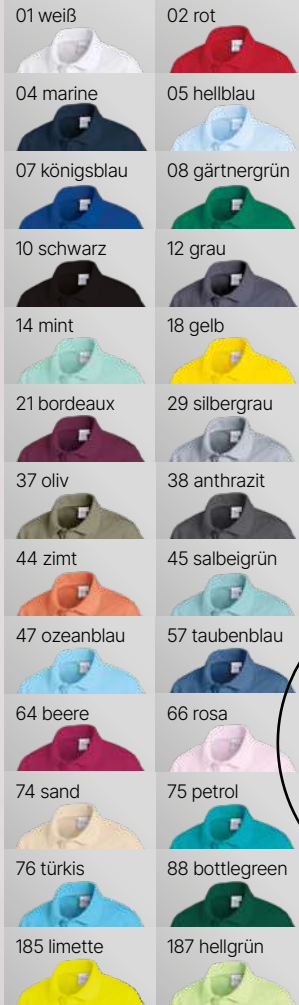 01 weiß
02 rot
04 marine
05 hellblau
07 königsblau
08 gärtnergrün
10 schwarz
12 grau
14 mint
18 gelb
21 bordeaux
29 silbergrau
37 oliv
38 anthrazit
44 zimt
45 salbeigrün
47 ozeanblau
57 taubenblau
64 beere
66 rosa
74 sand
75 petrol
76 türkis
88 bottlegreen
185 limette
187 hellgrün